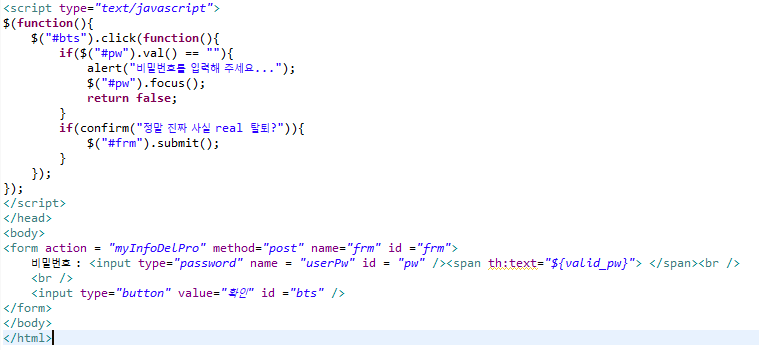 <script type="text/javascript">
$(function(){
    $("#bts").click(function(){
        if($("#pw").val() == ""){
            alert("비밀번호를 입력해 주세요...");
            $("#pw").focus();
            return false;
        }
        if(confirm("정말 진짜 사실 real 탈퇴?")){
            $("#frm").submit();
        }
    });
});
</script>
</head>
<body>
<form action = "myInfoDelPro" method="post" name="frm" id ="frm">
    비밀번호 : <input type="password" name = "userPw" id = "pw" /><span th:text="${valid_pw}"> </span><br />
    <br />
    <input type="button" value="확인" id ="bts" />
</form>
</body>
</html>